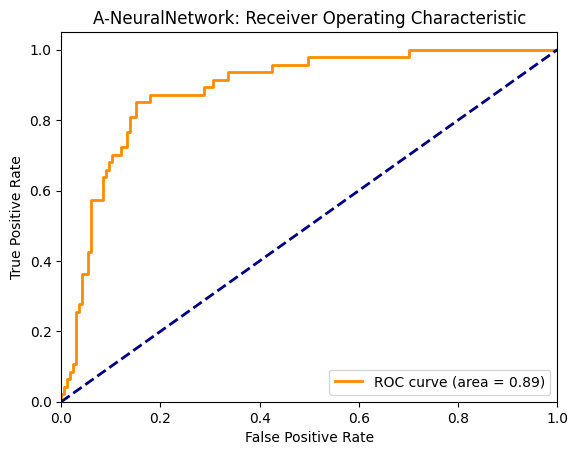 A-NeuralNetwork: Receiver Operating Characteristic
True Positive Rate
1.0
0.8
0.6
0.4
0.2
0.0
0.0 0.2 0.4 0.6 0.8 1.0
False Positive Rate
ROC curve (area = 0.89)